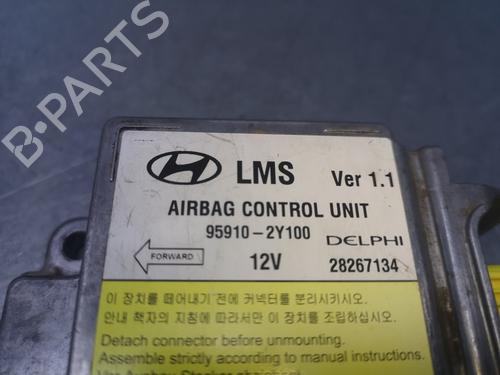 LMS Ver 1.1
AIRBAG CONTROL UNIT
95910-2Y100 DELPHI
FORWARD 12V 28267134
이 장치를 떼어내기 전에 커넥터를 분리시키시오.
안내 책자의 지침에 따라서만 이 장치를 조립하십시오.
Detach connector before unmounting.
Assemble strictly according to manual instructions.
B PARTS